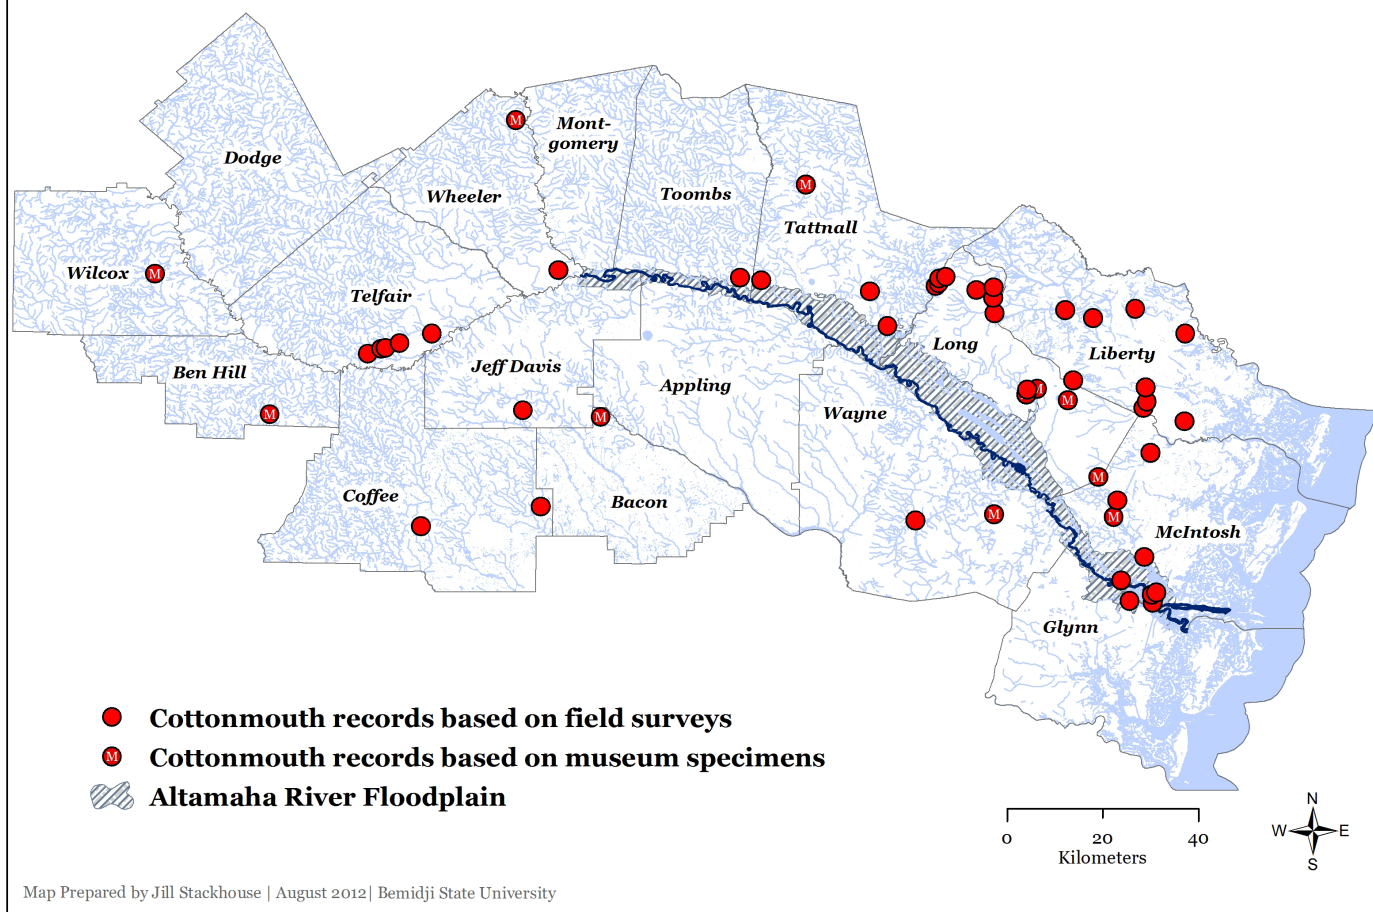 Dodge
Mont-
gomery
Wheeler
Toombs
Tattnall
Wilcox
Telfair
Long
Liberty
Ben Hill
Jeff Davis
Appling
Wayne
Coffee
Bacon
McIntosh
Glynn
M
M
M
M
M
M
M
M
M
M
M
Cottonmouth records based on field surveys
M Cottonmouth records based on museum specimens
Altamaha River Floodplain
0 20 40
Kilometers
N
W E
S
Map Prepared by Jill Stackhouse | August 2012| Bemidji State University